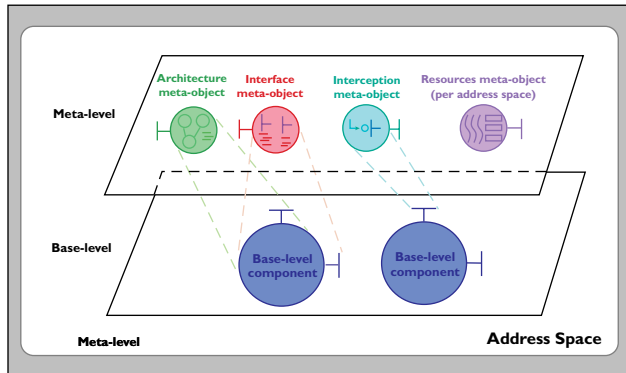 Architecture
meta-object
Interface
meta-object
Interception
meta-object
Resources meta-object
(per address space)
Meta-level
Base-level
Base-level
component
Base-level
component
Meta-level
Address Space